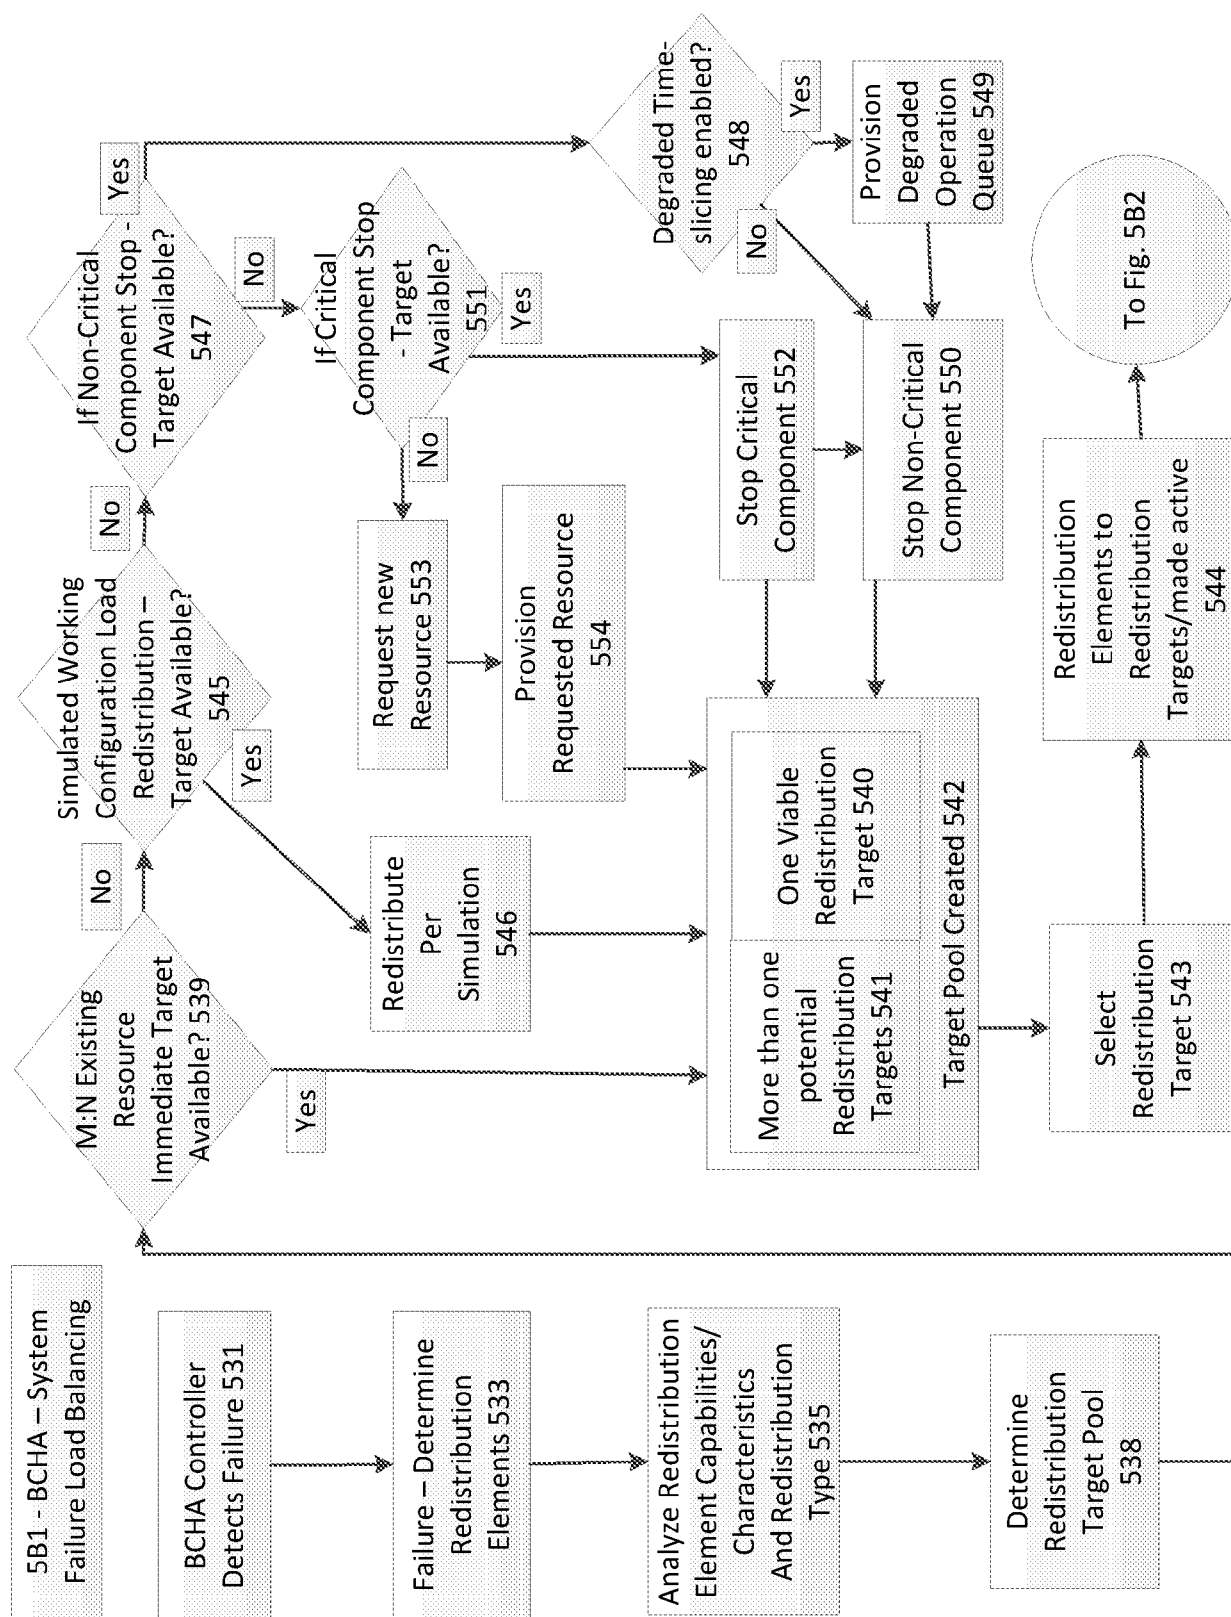 5B1 - BCHA – System
Failure Load Balancing
BCHA Controller
Detects Failure 531
Failure – Determine
Redistribution
Elements 533
Analyze Redistribution
Element Capabilities/
Characteristics
And Redistribution
Type 535
Determine
Redistribution
Target Pool
538
M:N Existing
Resource
Immediate Target
Available? 539
No
Yes
Simulated Working
Configuration Load
Redistribution –
Target Available?
545
No
Yes
Redistribute
Per
Simulation
546
If Non-Critical
Component Stop -
Target Available?
547
Yes
No
If Critical
Component Stop
- Target
Available?
551
No
Yes
Request new
Resource 553
Provision
Requested Resource
554
Degraded Time-
slicing enabled?
548
Yes
No
Provision
Degraded
Operation
Queue 549
Stop Critical
Component 552
Stop Non-Critical
Component 550
More than one
potential
Redistribution
Targets 541
One Viable
Redistribution
Target 540
Target Pool Created 542
Select
Redistribution
Target 543
Redistribution
Elements to
Redistribution
Targets/made active
544
To Fig. 5B2